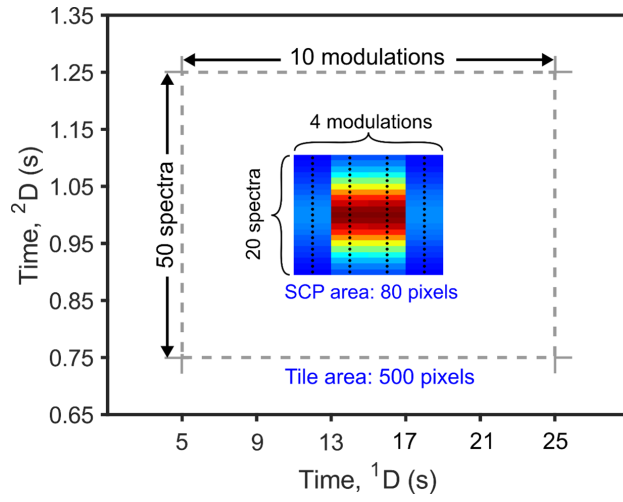 1.35
1.25
1.15
1.05
0.95
0.85
0.75
0.65
Time, ²D (s)
10 modulations
50 spectra
4 modulations
20 spectra
SCP area: 80 pixels
Tile area: 500 pixels
5 9 13 17 21 25
Time, ¹D (s)